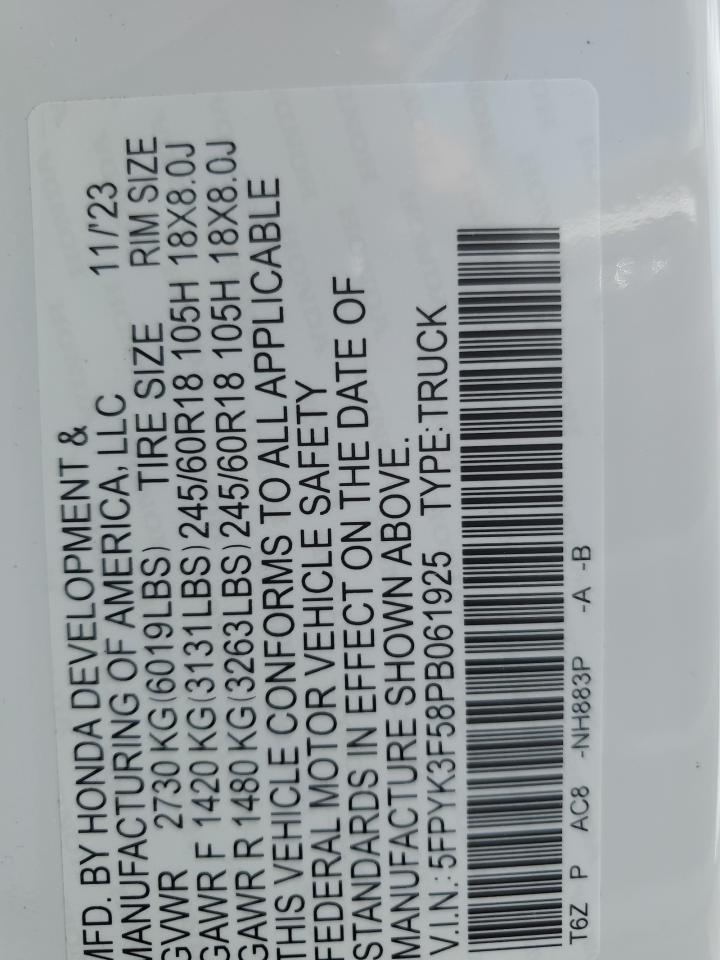 MFD. BY HONDA DEVELOPMENT & 11/'23
MANUFACTURING OF AMERICA, LLC
GVWR 2730 KG (6019LBS) TIRE SIZE RIM SIZE
GAWR F 1420 KG (3131LBS) 245/60R18 105H 18X8.0J
GAWR R 1480 KG (3263LBS) 245/60R18 105H 18X8.0J
THIS VEHICLE CONFORMS TO ALL APPLICABLE
FEDERAL MOTOR VEHICLE SAFETY
STANDARDS IN EFFECT ON THE DATE OF
MANUFACTURE SHOWN ABOVE.
V.I.N.: 5FPYK3F58PB061925 TYPE: TRUCK
T6Z P AC8 -NH883P -A -B